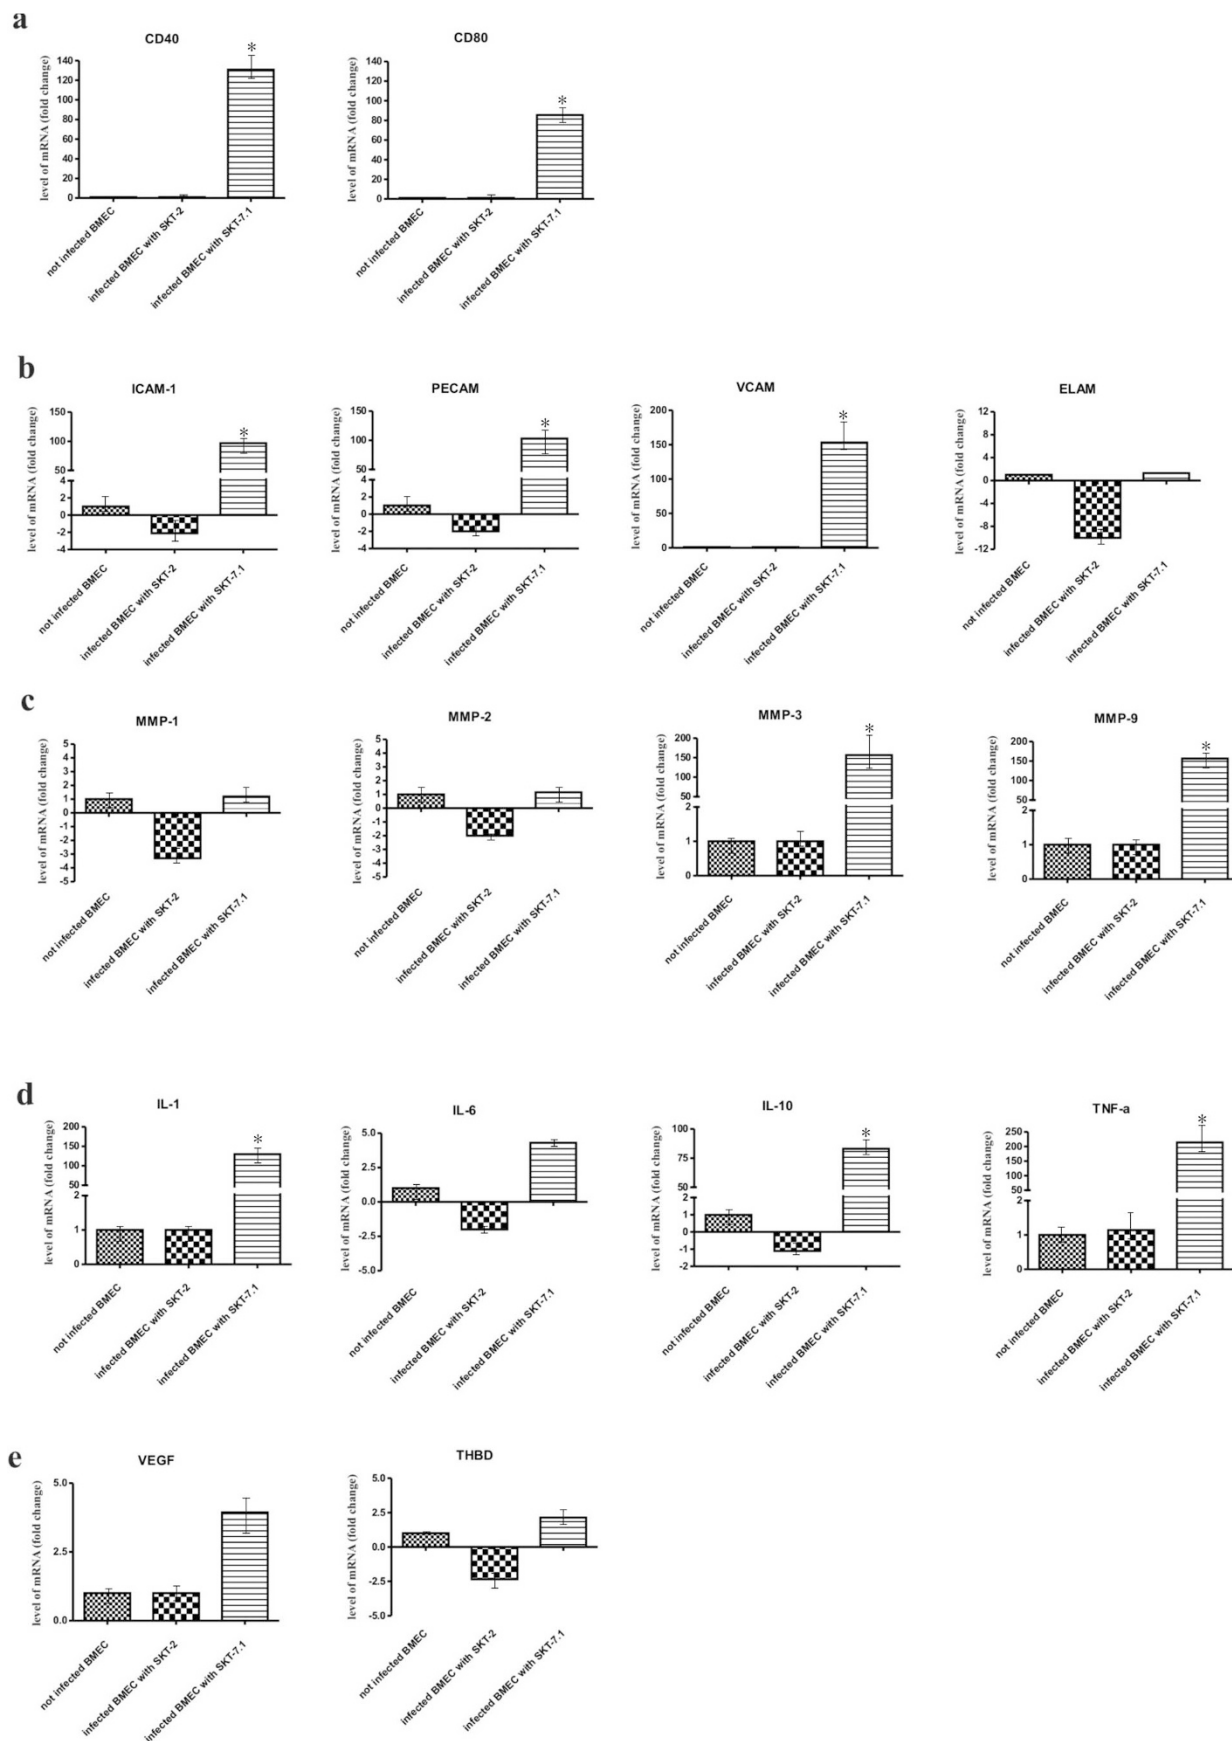 a
CD40
level of mRNA (fold change)
140
120
100
80
60
40
20
0
*
not infected BMEC
infected BMEC with SKT-2
infected BMEC with SKT-7.1
CD80
level of mRNA (fold change)
140
120
100
80
60
40
20
0
*
not infected BMEC
infected BMEC with SKT-2
infected BMEC with SKT-7.1
b
ICAM-1
level of mRNA (fold change)
150
100
50
4
2
0
-2
-4
*
not infected BMEC
infected BMEC with SKT-2
infected BMEC with SKT-7.1
PECAM
level of mRNA (fold change)
150
100
50
4
2
0
-2
-4
*
not infected BMEC
infected BMEC with SKT-2
infected BMEC with SKT-7.1
VCAM
level of mRNA (fold change)
200
150
100
50
0
*
not infected BMEC
infected BMEC with SKT-2
infected BMEC with SKT-7.1
ELAM
level of mRNA (fold change)
12
8
4
0
-4
-8
-12
not infected BMEC
infected BMEC with SKT-2
infected BMEC with SKT-7.1
c
MMP-1
level of mRNA (fold change)
5
4
3
2
1
0
-1
-2
-3
-4
-5
not infected BMEC
infected BMEC with SKT-2
infected BMEC with SKT-7.1
MMP-2
level of mRNA (fold change)
5
4
3
2
1
0
-1
-2
-3
-4
-5
not infected BMEC
infected BMEC with SKT-2
infected BMEC with SKT-7.1
MMP-3
level of mRNA (fold change)
200
150
100
50
2
1
0
*
not infected BMEC
infected BMEC with SKT-2
infected BMEC with SKT-7.1
MMP-9
level of mRNA (fold change)
200
150
100
50
2
1
0
*
not infected BMEC
infected BMEC with SKT-2
infected BMEC with SKT-7.1
d
IL-1
level of mRNA (fold change)
200
150
100
50
2
1
0
*
not infected BMEC
infected BMEC with SKT-2
infected BMEC with SKT-7.1
IL-6
level of mRNA (fold change)
5.0
2.5
0.0
-2.5
-5.0
not infected BMEC
infected BMEC with SKT-2
infected BMEC with SKT-7.1
IL-10
level of mRNA (fold change)
100
75
50
2
1
0
-1
-2
*
not infected BMEC
infected BMEC with SKT-2
infected BMEC with SKT-7.1
TNF-a
level of mRNA (fold change)
250
200
150
100
50
2
1
0
*
not infected BMEC
infected BMEC with SKT-2
infected BMEC with SKT-7.1
e
VEGF
level of mRNA (fold change)
5.0
2.5
0.0
not infected BMEC
infected BMEC with SKT-2
infected BMEC with SKT-7.1
THBD
level of mRNA (fold change)
5.0
2.5
0.0
-2.5
-5.0
not infected BMEC
infected BMEC with SKT-2
infected BMEC with SKT-7.1